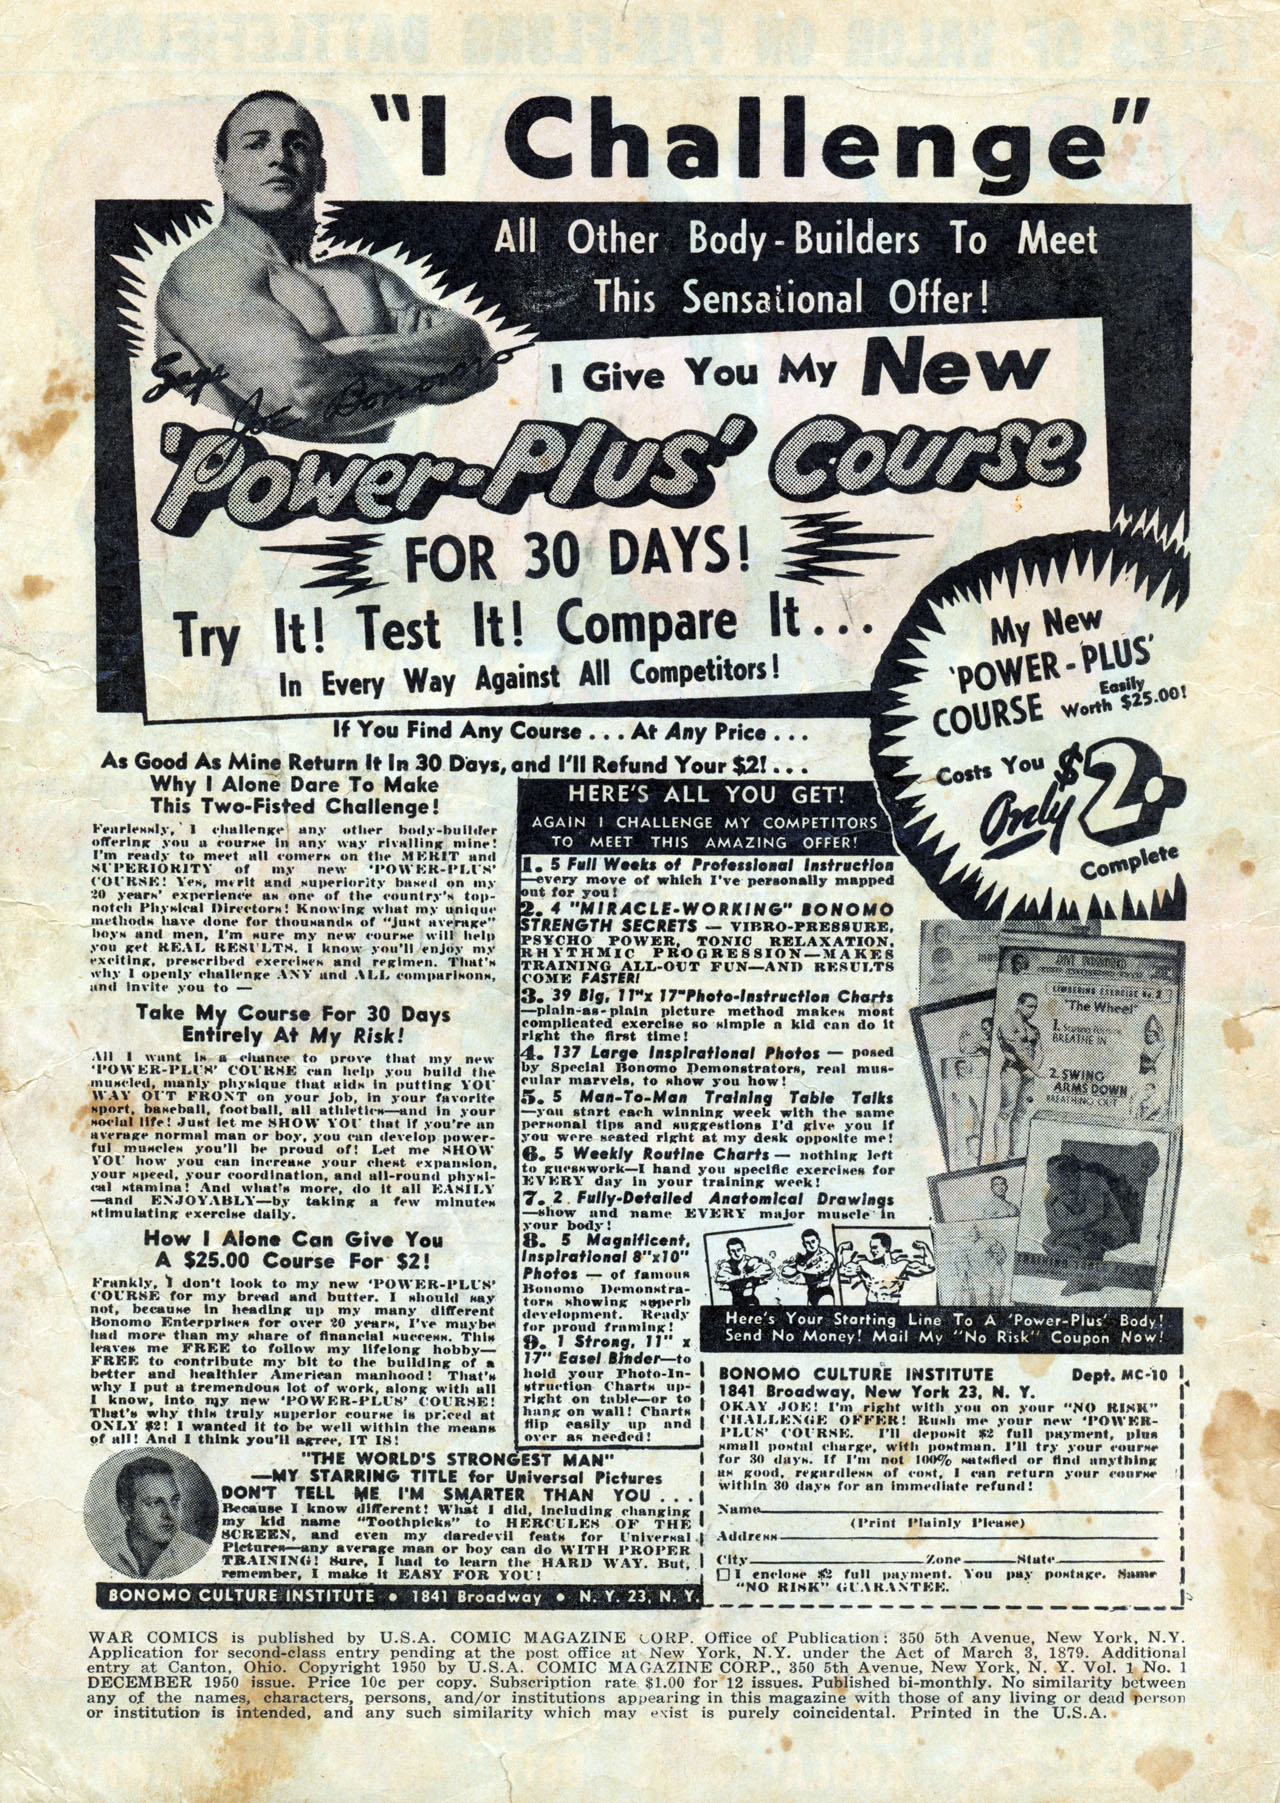 "I Challenge"
All Other Body-Builders To Meet
This Sensational Offer!
Says
Joe Bonomo
I Give You My New
'Power-Plus' Course
FOR 30 DAYS!
Try It! Test It! Compare It...
In Every Way Against All Competitors!
My New
'POWER-PLUS'
COURSE Easily
Worth $25.00!
Costs You $2.
Only
Complete
If You Find Any Course . . . At Any Price . . .
As Good As Mine Return It In 30 Days, and I'll Refund Your $2! . . .
Why I Alone Dare To Make
This Two-Fisted Challenge!
Fearlessly, I challenge any other body-builder
offering you a course in any way rivalling mine!
I'm ready to meet all comers on the MERIT and
SUPERIORITY of my new 'POWER-PLUS'
COURSE! Yes, merit and superiority based on my
20 years' experience as one of the country's top-
notch Physical Directors! Knowing what my unique
methods have done for thousands of "just average"
boys and men, I'm sure my new course will help
you get REAL RESULTS. I know you'll enjoy my
exciting, prescribed exercises and regimen. That's
why I openly challenge ANY and ALL comparisons,
and invite you to —
Take My Course For 30 Days
Entirely At My Risk!
All I want is a chance to prove that my new
'POWER-PLUS' COURSE can help you build the
muscled, manly physique that aids in putting YOU
WAY OUT FRONT on your job, in your favorite
sport, baseball, football, all athletics—and in your
social life! Just let me SHOW YOU that if you're an
average normal man or boy, you can develop power-
ful muscles you'll be proud of! Let me SHOW
YOU how you can increase your chest expansion,
your speed, your coordination, and all-round physi-
cal stamina! And what's more, do it all EASILY
—and ENJOYABLY—by taking a few minutes
stimulating exercise daily.
How I Alone Can Give You
A $25.00 Course For $2!
Frankly, I don't look to my new 'POWER-PLUS'
COURSE for my bread and butter. I should say
not, because in heading up my many different
Bonomo Enterprises for over 20 years, I've maybe
had more than my share of financial success. This
leaves me FREE to follow my lifelong hobby—
FREE to contribute my bit to the building of a
better and healthier American manhood! That's
why I put a tremendous lot of work, along with all
I know, into my new 'POWER-PLUS' COURSE!
That's why this truly superior course is priced at
ONLY $2! I wanted it to be well within the means
of all! And I think you'll agree, IT IS!
HERE'S ALL YOU GET!
AGAIN I CHALLENGE MY COMPETITORS
TO MEET THIS AMAZING OFFER!
1. 5 Full Weeks of Professional Instruction
—every move of which I've personally mapped
out for you!
2. 4 "MIRACLE-WORKING" BONOMO
STRENGTH SECRETS — VIBRO-PRESSURE,
PSYCHO POWER, TONIC RELAXATION,
RHYTHMIC PROGRESSION—MAKES
TRAINING ALL-OUT FUN—AND RESULTS
COME FASTER!
3. 39 Big, 11"x 17" Photo-Instruction Charts
—plain-as-plain picture method makes most
complicated exercise so simple a kid can do it
right the first time!
4. 137 Large Inspirational Photos — posed
by Special Bonomo Demonstrators, real mus-
cular marvels, to show you how!
5. 5 Man-To-Man Training Table Talks
—you start each winning week with the same
personal tips and suggestions I'd give you if
you were seated right at my desk opposite me!
6. 5 Weekly Routine Charts — nothing left
to guesswork—I hand you specific exercises for
EVERY day in your training week!
7. 2 Fully-Detailed Anatomical Drawings
—show and name EVERY major muscle in
your body!
8. 5 Magnificent,
Inspirational 8"x10"
Photos — of famous
Bonomo Demonstra-
tors showing superb
development. Ready
for proud framing!
9. 1 Strong, 11" x
17" Easel Binder—to
hold your Photo-In-
struction Charts up-
right on table—or to
hang on wall! Charts
flip easily up and
over as needed!
LIMBERING EXERCISE No. 2
"The Wheel"
1.
BREATHE IN
2. SWING
ARMS DOWN
BREATHING OUT
Here's Your Starting Line To A 'Power-Plus' Body!
Send No Money! Mail My "No Risk" Coupon Now!
BONOMO CULTURE INSTITUTE Dept. MC-10
1841 Broadway, New York 23, N. Y.
OKAY JOE! I'm right with you on your "NO RISK"
CHALLENGE OFFER! Rush me your new 'POWER-
PLUS' COURSE. I'll deposit $2 full payment, plus
small postal charge, with postman. I'll try your course
for 30 days. If I'm not 100% satisfied or find anything
as good, regardless of cost, I can return your course
within 30 days for an immediate refund!
Name
(Print Plainly Please)
Address
City Zone State
I enclose $2 full payment. You pay postage. Same
"NO RISK" GUARANTEE.
"THE WORLD'S STRONGEST MAN"
—MY STARRING TITLE for Universal Pictures
DON'T TELL ME I'M SMARTER THAN YOU . . .
Because I know different! What I did, including changing
my kid name "Toothpicks" to HERCULES OF THE
SCREEN, and even my daredevil feats for Universal
Pictures—any average man or boy can do WITH PROPER
TRAINING! Sure, I had to learn the HARD WAY. But,
remember, I make it EASY FOR YOU!
BONOMO CULTURE INSTITUTE • 1841 Broadway • N. Y. 23, N. Y.
WAR COMICS is published by U.S.A. COMIC MAGAZINE CORP. Office of Publication: 350 5th Avenue, New York, N.Y.
Application for second-class entry pending at the post office at New York, N.Y. under the Act of March 3, 1879. Additional
entry at Canton, Ohio. Copyright 1950 by U.S.A. COMIC MAGAZINE CORP., 350 5th Avenue, New York, N. Y. Vol. 1 No. 1
DECEMBER 1950 issue. Price 10c per copy. Subscription rate $1.00 for 12 issues. Published bi-monthly. No similarity between
any of the names, characters, persons, and/or institutions appearing in this magazine with those of any living or dead person
or institution is intended, and any such similarity which may exist is purely coincidental. Printed in the U.S.A.